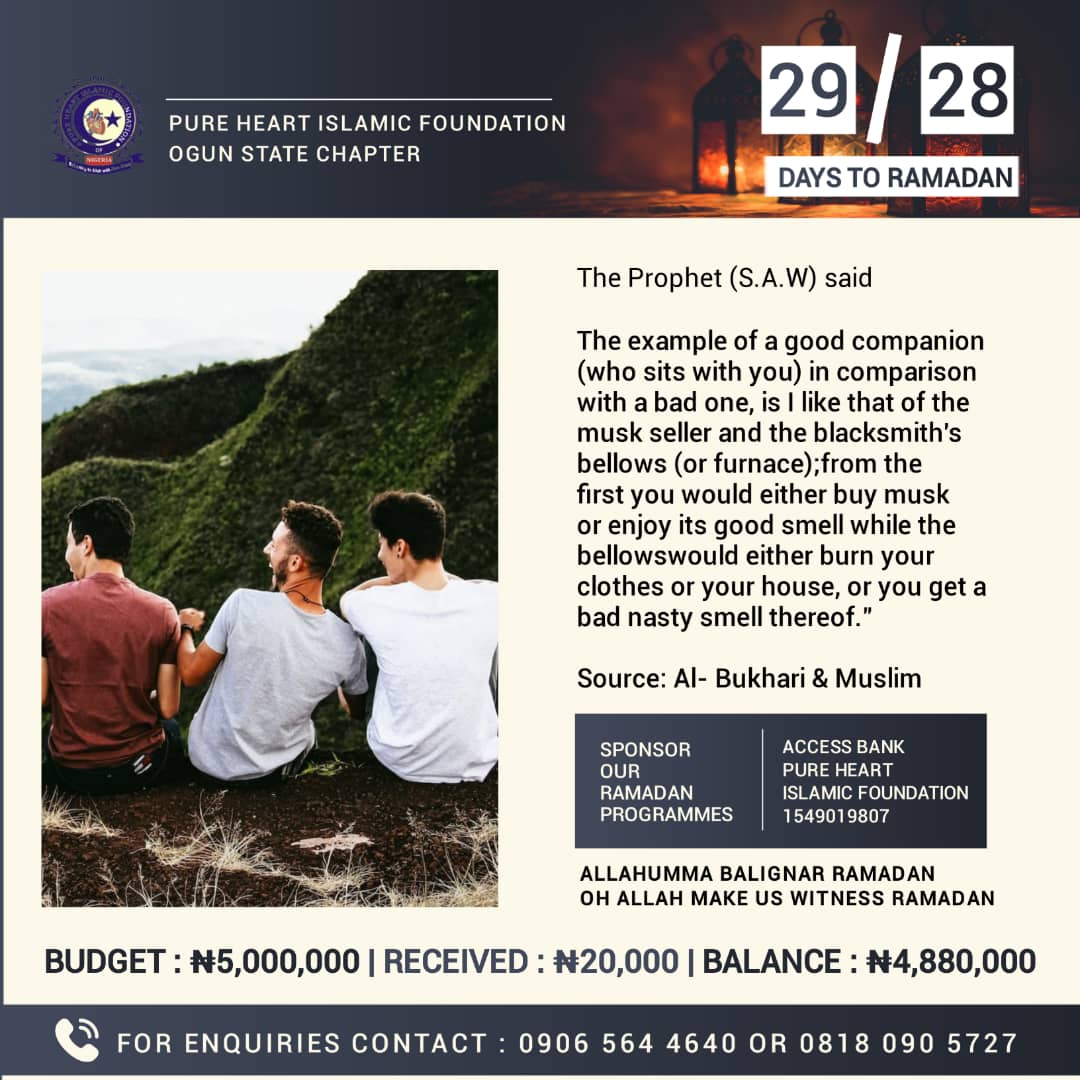 PURE HEART ISLAMIC FOUNDATION
OGUN STATE CHAPTER
29/28
DAYS TO RAMADAN
PURE HEART ISLAMIC FOUNDATION
OF
NIGERIA
The Prophet (S.A.W) said
The example of a good companion
(who sits with you) in comparison
with a bad one, is I like that of the
musk seller and the blacksmith's
bellows (or furnace);from the
first you would either buy musk
or enjoy its good smell while the
bellowswould either burn your
clothes or your house, or you get a
bad nasty smell thereof."
Source: Al- Bukhari & Muslim
SPONSOR
OUR
RAMADAN
PROGRAMMES
ACCESS BANK
PURE HEART
ISLAMIC FOUNDATION
1549019807
ALLAHUMMA BALIGNAR RAMADAN
OH ALLAH MAKE US WITNESS RAMADAN
BUDGET : ₦5,000,000 | RECEIVED : ₦20,000 | BALANCE : ₦4,880,000
FOR ENQUIRIES CONTACT : 0906 564 4640 OR 0818 090 5727